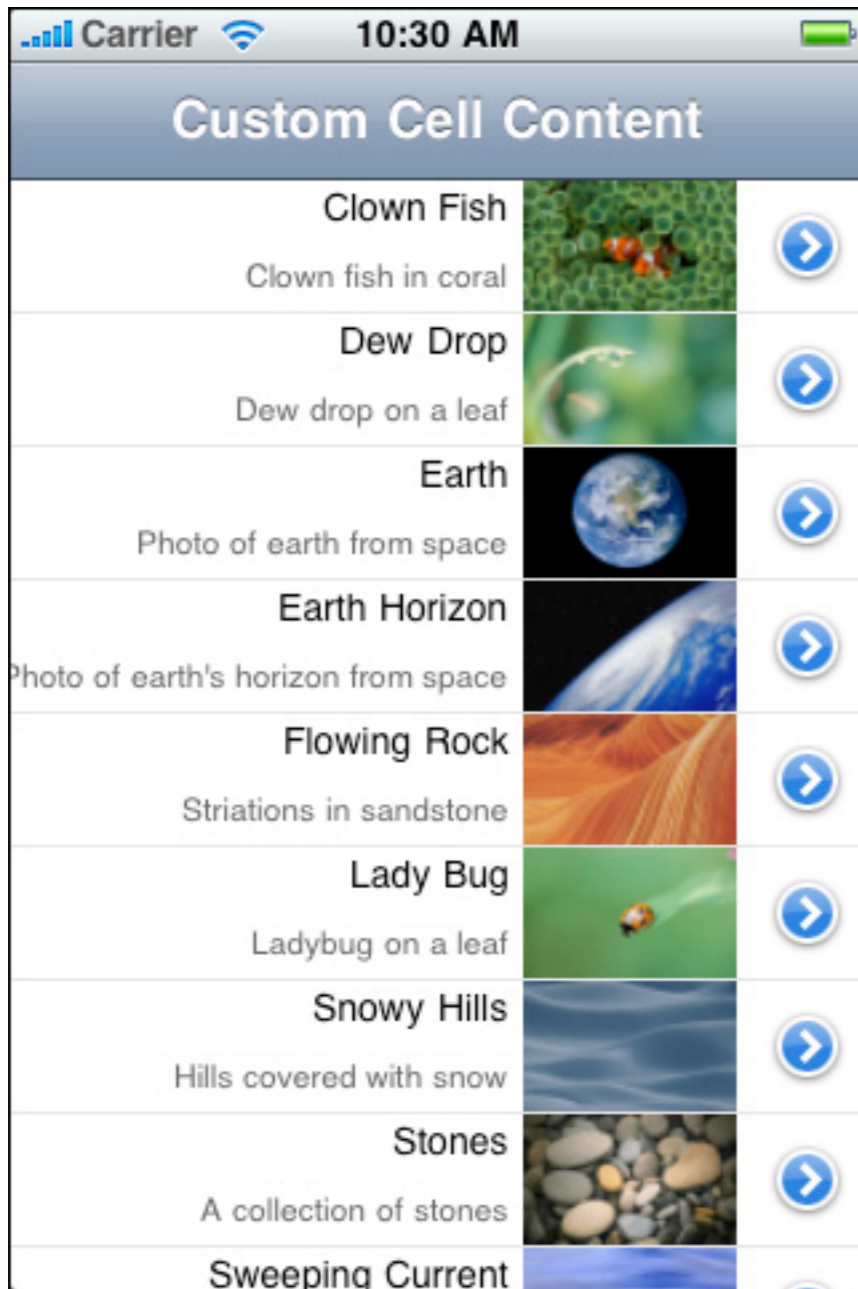 Carrier 10:30 AM
Custom Cell Content
Clown Fish
Clown fish in coral
Dew Drop
Dew drop on a leaf
Earth
Photo of earth from space
Earth Horizon
Photo of earth's horizon from space
Flowing Rock
Striations in sandstone
Lady Bug
Ladybug on a leaf
Snowy Hills
Hills covered with snow
Stones
A collection of stones
Sweeping Current